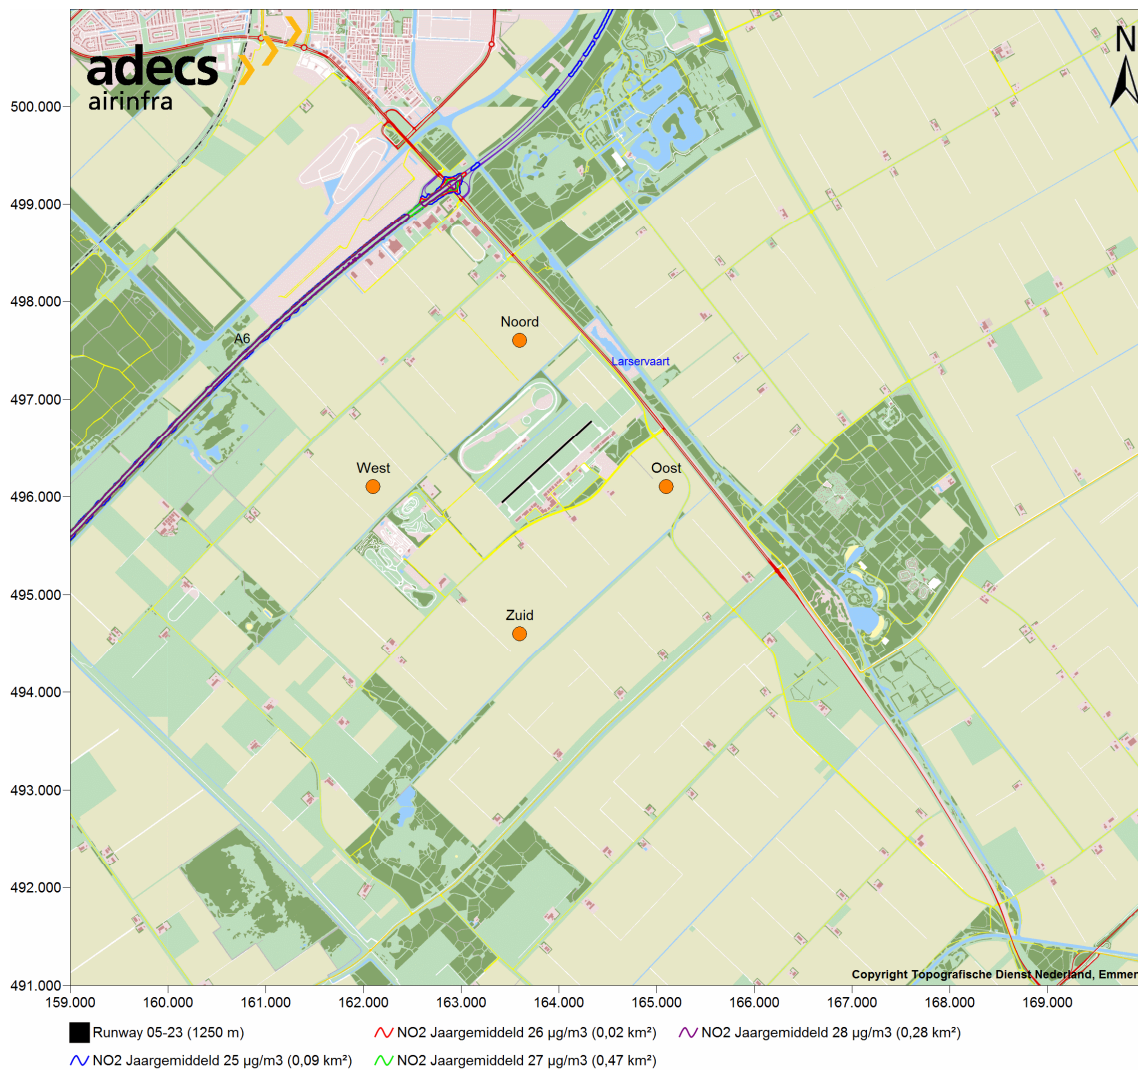 adecs
airinfra
N
500.000
499.000
498.000
497.000
496.000
495.000
494.000
493.000
492.000
491.000
A6
Noord
Larservaart
West
Oost
Zuid
Copyright Topografische Dienst Nederland, Emmen
159.000 160.000 161.000 162.000 163.000 164.000 165.000 166.000 167.000 168.000 169.000
Runway 05-23 (1250 m)
NO2 Jaargemiddeld 26 µg/m3 (0,02 km²)
NO2 Jaargemiddeld 28 µg/m3 (0,28 km²)
NO2 Jaargemiddeld 25 µg/m3 (0,09 km²)
NO2 Jaargemiddeld 27 µg/m3 (0,47 km²)